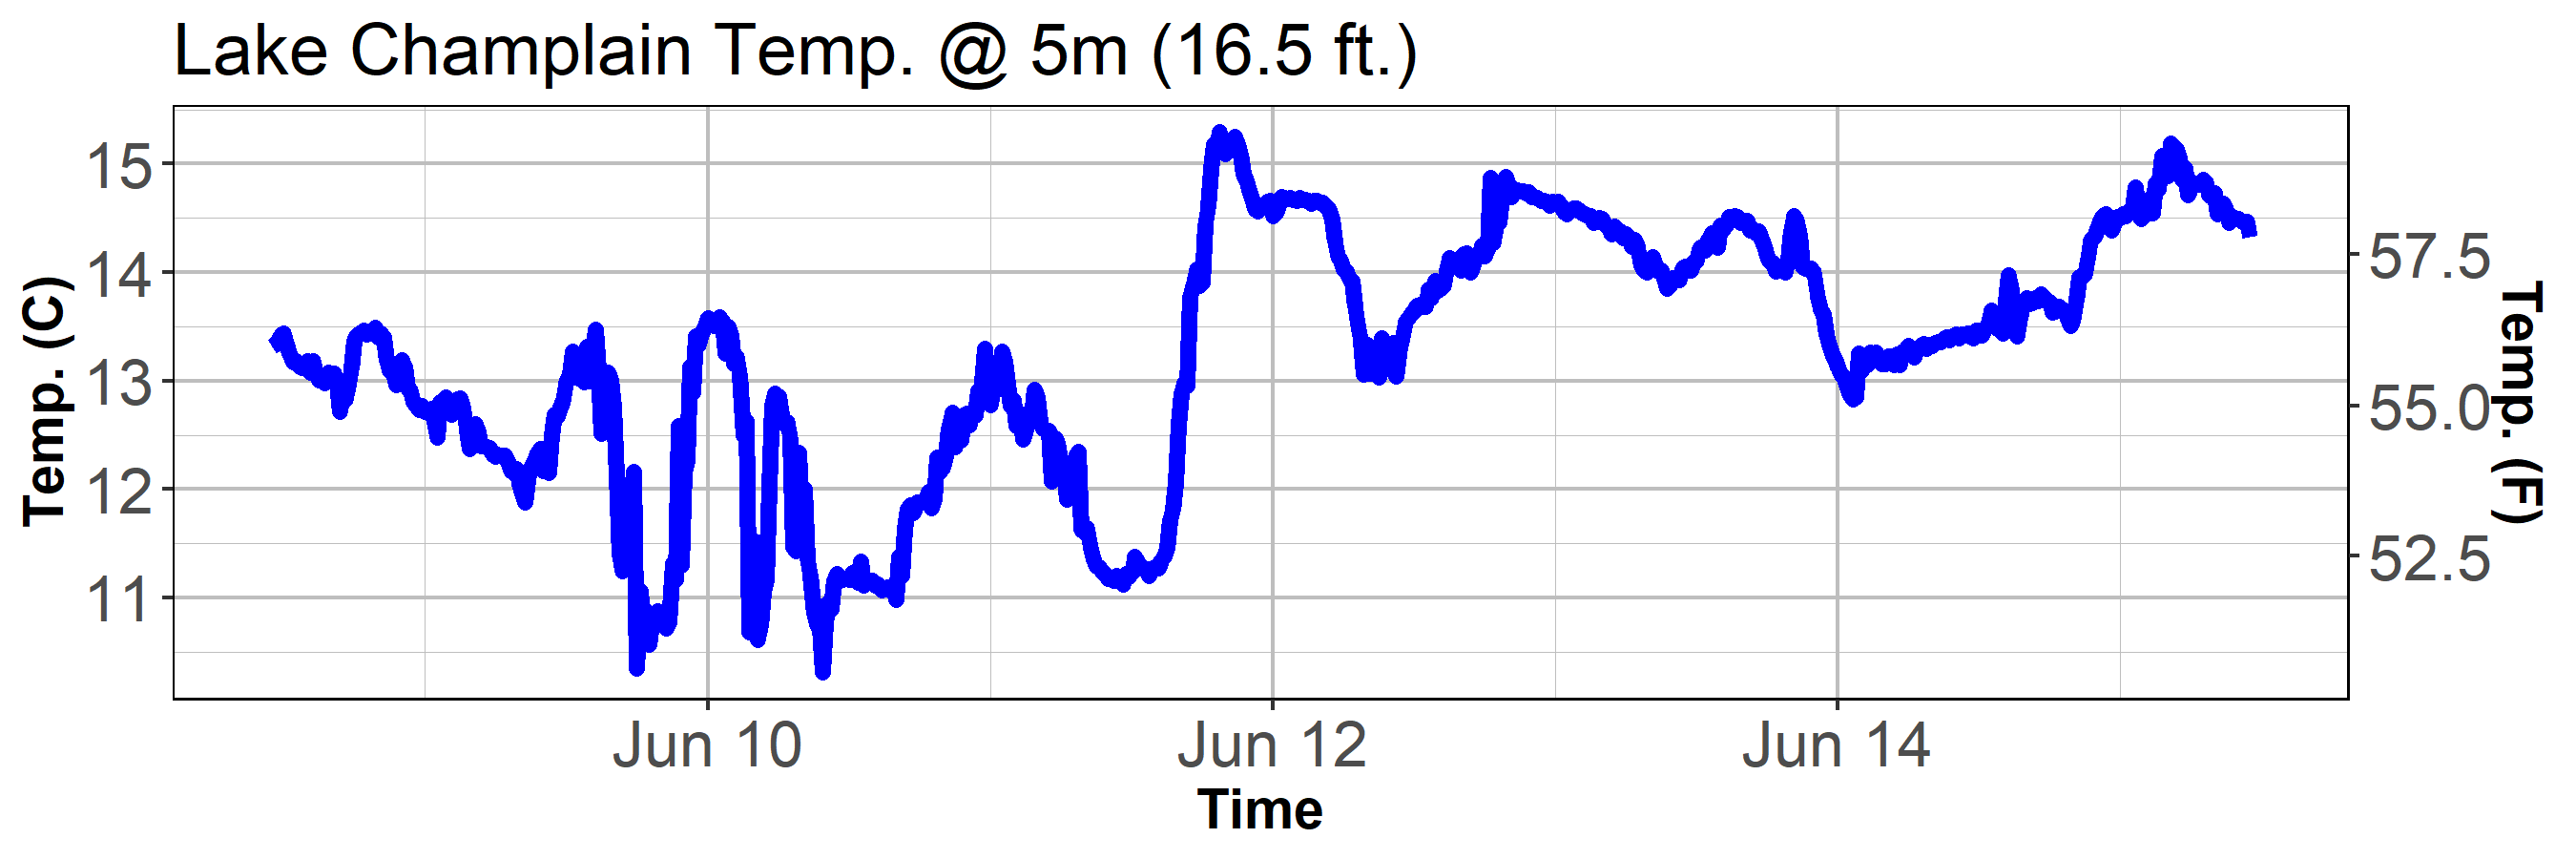 Lake Champlain Temp. @ 5m (16.5 ft.)
Temp. (C)
15
14
13
12
11
57.5
55.0
52.5
Temp. (F)
Jun 10
Jun 12
Jun 14
Time